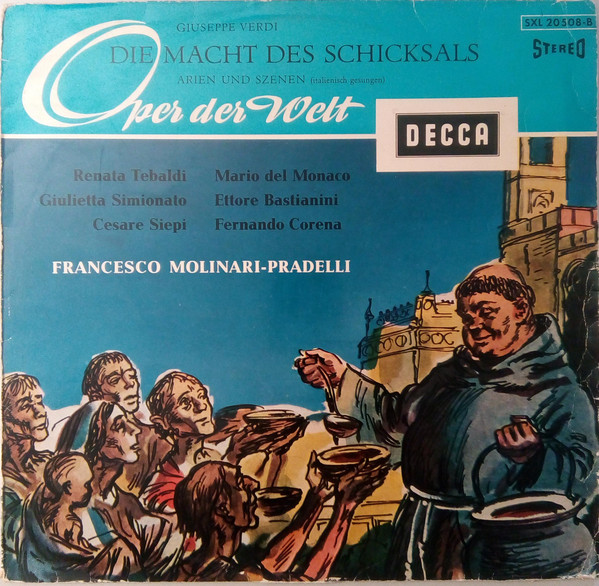 GIUSEPPE VERDI
SXL 20508-B
DIE MACHT DES SCHICKSALS
STEREO
ARIEN UND SZENEN (italienisch gesungen)
Oper der Welt
DECCA
Renata Tebaldi Mario del Monaco
Giulietta Simionato Ettore Bastianini
Cesare Siepi Fernando Corena
FRANCESCO MOLINARI-PRADELLI